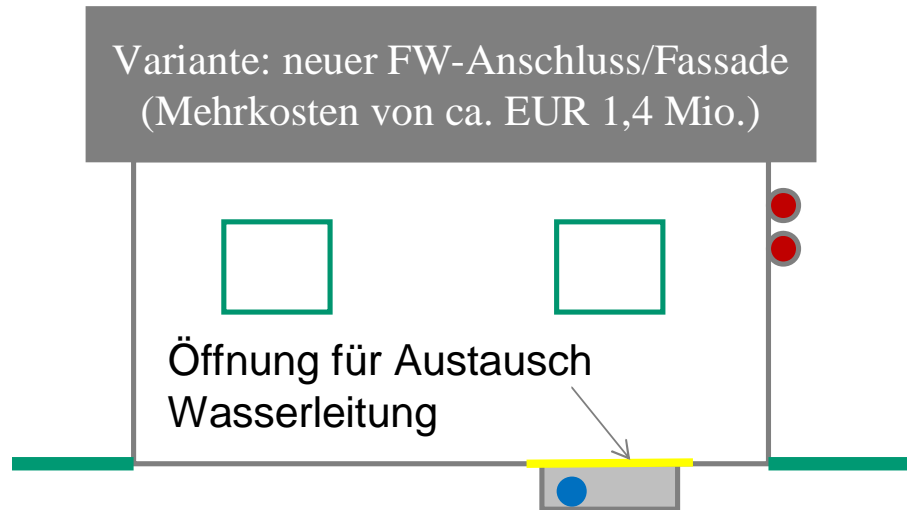 Variante: neuer FW-Anschluss/Fassade
(Mehrkosten von ca. EUR 1,4 Mio.)
Öffnung für Austausch
Wasserleitung